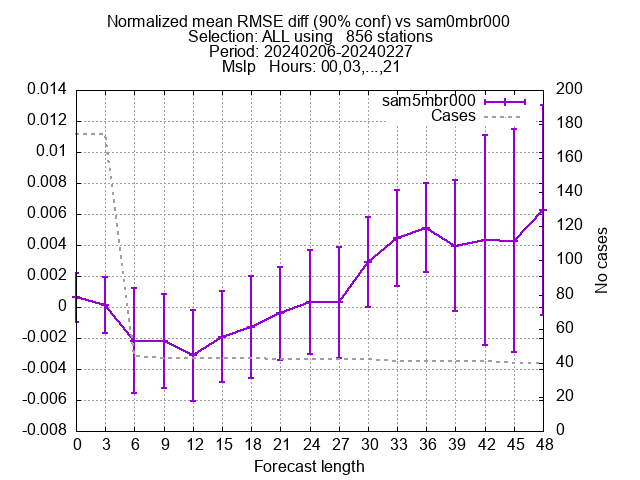 Normalized mean RMSE diff (90% conf) vs sam0mbr000
Selection: ALL using   856 stations
Period: 20240206-20240227
Mslp   Hours: 00,03,...,21
sam5mbr000
Cases
0.014
0.012
0.01
0.008
0.006
0.004
0.002
0
-0.002
-0.004
-0.006
-0.008
200
180
160
140
120
100
80
60
40
20
0
No cases
0 3 6 9 12 15 18 21 24 27 30 33 36 39 42 45 48
Forecast length